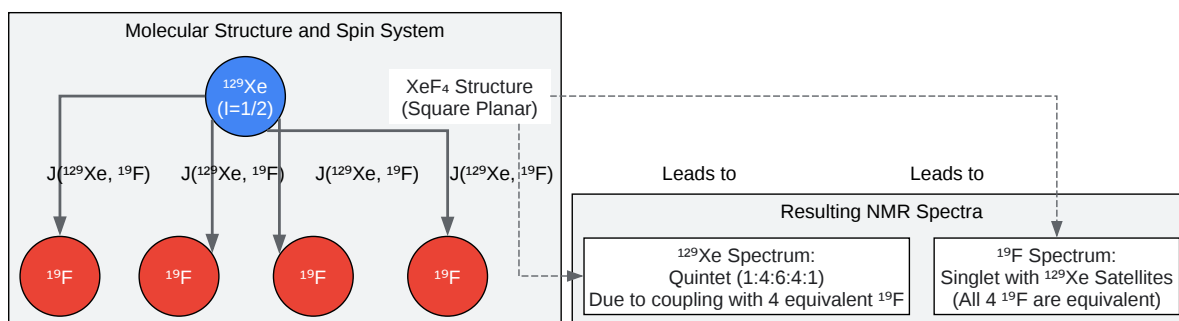 Molecular Structure and Spin System
¹²⁹Xe
(I=1/2)
XeF₄ Structure
(Square Planar)
J(¹²⁹Xe, ¹⁹F)
J(¹²⁹Xe, ¹⁹F)
J(¹²⁹Xe, ¹⁹F)
J(¹²⁹Xe, ¹⁹F)
¹⁹F
¹⁹F
¹⁹F
¹⁹F
Leads to
Leads to
Resulting NMR Spectra
¹²⁹Xe Spectrum:
Quintet (1:4:6:4:1)
Due to coupling with 4 equivalent ¹⁹F
¹⁹F Spectrum:
Singlet with ¹²⁹Xe Satellites
(All 4 ¹⁹F are equivalent)